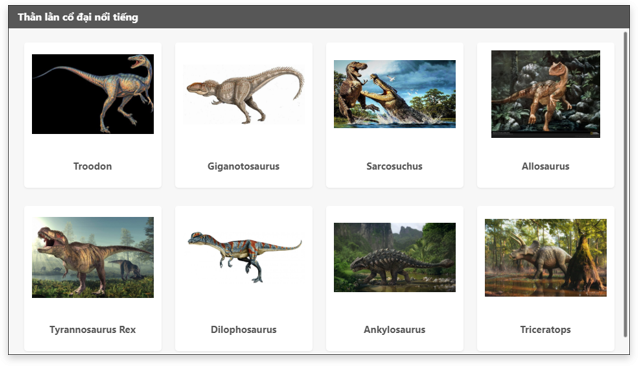 Thằn lằn cổ đại nổi tiếng
Troodon
Giganotosaurus
Sarcosuchus
Allosaurus
Tyrannosaurus Rex
Dilophosaurus
Ankylosaurus
Triceratops